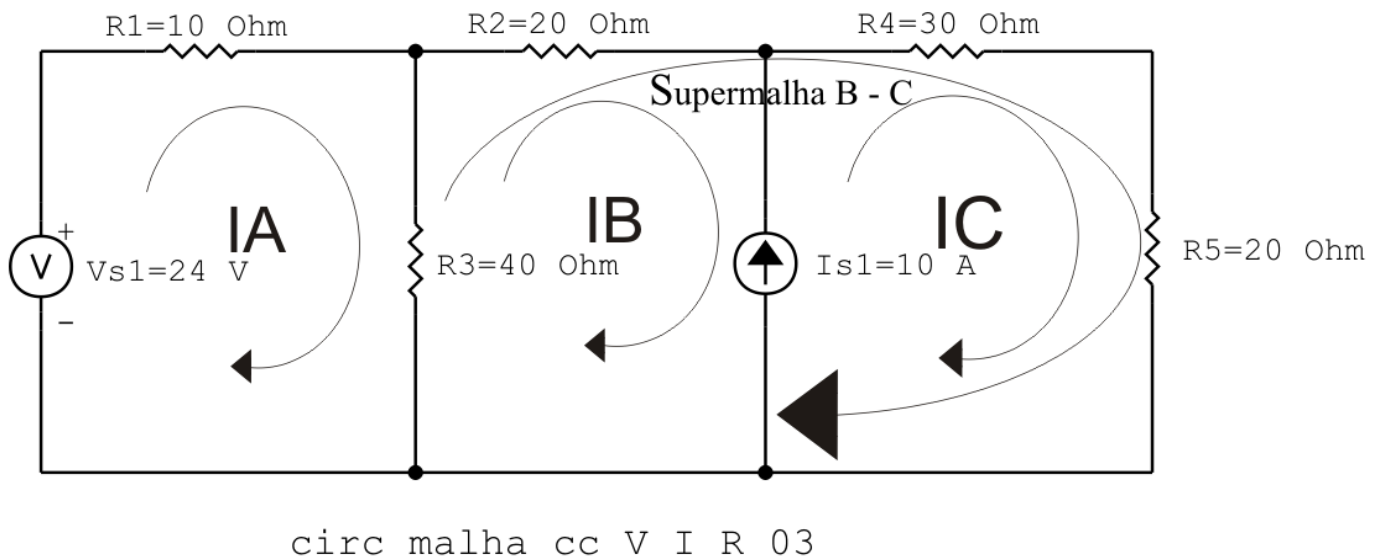 R1=10 Ohm
R2=20 Ohm
R4=30 Ohm
Supermalha B - C
IA
IB
IC
+
V
Vs1=24 V
-
R3=40 Ohm
Is1=10 A
R5=20 Ohm
circ malha cc V I R 03